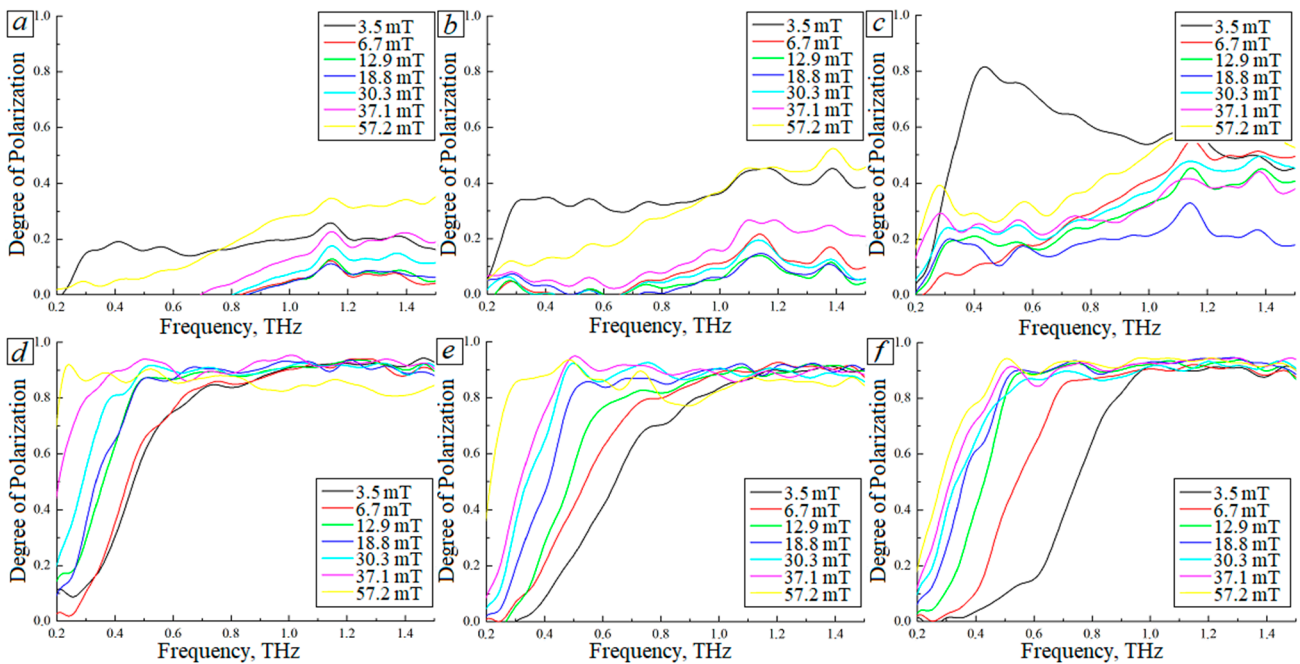 a
1.0
0.8
0.6
0.4
0.2
0.0
0.2 0.4 0.6 0.8 1.0 1.2 1.4
Degree of Polarization
Frequency, THz
3.5 mT
6.7 mT
12.9 mT
18.8 mT
30.3 mT
37.1 mT
57.2 mT
b
1.0
0.8
0.6
0.4
0.2
0.0
0.2 0.4 0.6 0.8 1.0 1.2 1.4
Degree of Polarization
Frequency, THz
3.5 mT
6.7 mT
12.9 mT
18.8 mT
30.3 mT
37.1 mT
57.2 mT
c
1.0
0.8
0.6
0.4
0.2
0.0
0.2 0.4 0.6 0.8 1.0 1.2 1.4
Degree of Polarization
Frequency, THz
3.5 mT
6.7 mT
12.9 mT
18.8 mT
30.3 mT
37.1 mT
57.2 mT
d
1.0
0.8
0.6
0.4
0.2
0.0
0.2 0.4 0.6 0.8 1.0 1.2 1.4
Degree of Polarization
Frequency, THz
3.5 mT
6.7 mT
12.9 mT
18.8 mT
30.3 mT
37.1 mT
57.2 mT
e
1.0
0.8
0.6
0.4
0.2
0.0
0.2 0.4 0.6 0.8 1.0 1.2 1.4
Degree of Polarization
Frequency, THz
3.5 mT
6.7 mT
12.9 mT
18.8 mT
30.3 mT
37.1 mT
57.2 mT
f
1.0
0.8
0.6
0.4
0.2
0.0
0.2 0.4 0.6 0.8 1.0 1.2 1.4
Degree of Polarization
Frequency, THz
3.5 mT
6.7 mT
12.9 mT
18.8 mT
30.3 mT
37.1 mT
57.2 mT